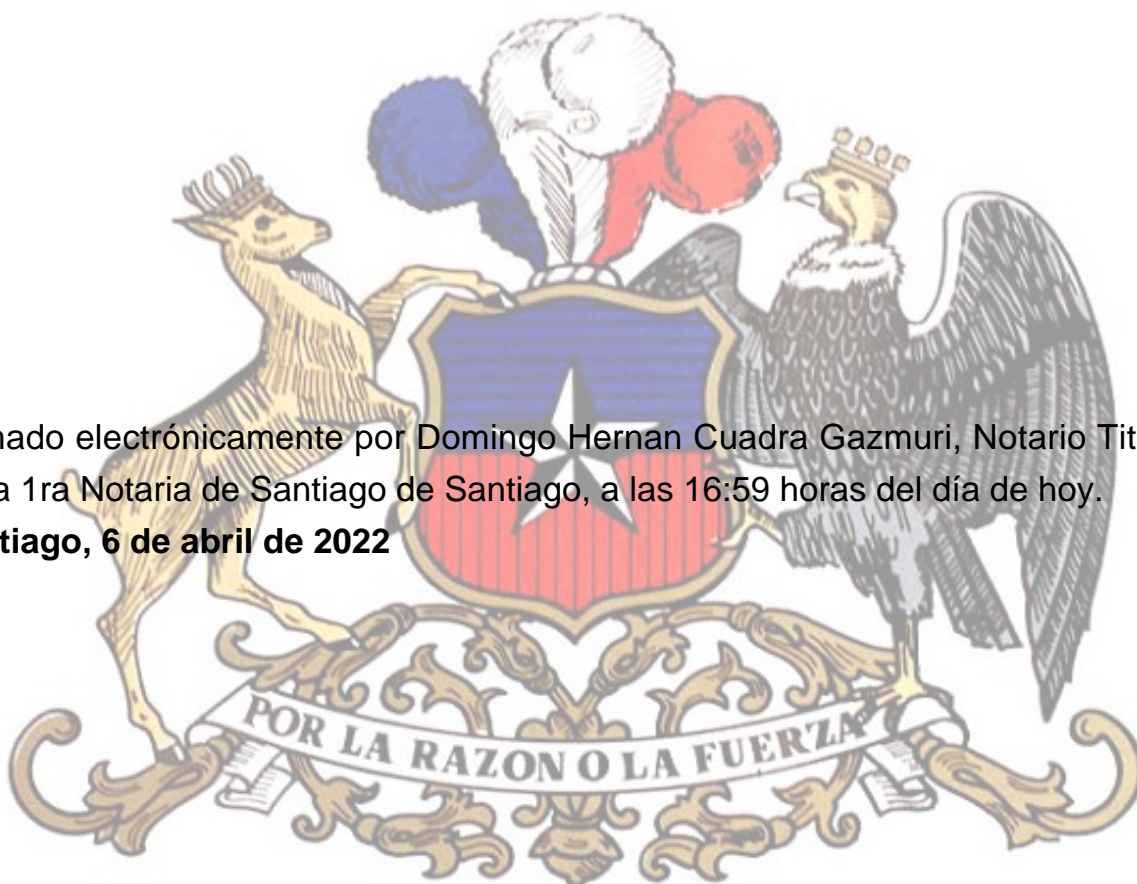 nado electrónicamente por Domingo Hernan Cuadra Gazmuri, Notario Tit
a 1ra Notaria de Santiago de Santiago, a las 16:59 horas del día de hoy.
tiago, 6 de abril de 2022
POR LA RAZON O LA FUERZA